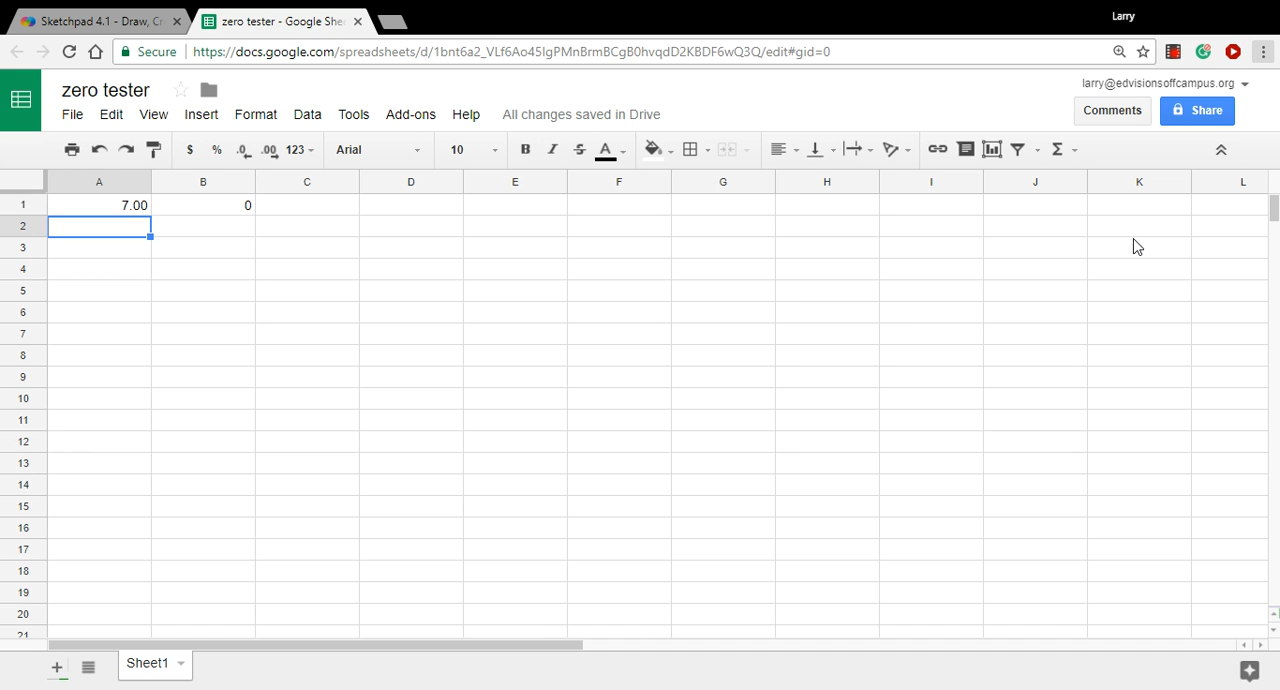 Larry
Sketchpad 4.1 - Draw, Cr
zero tester - Google She
Secure
https://docs.google.com/spreadsheets/d/1bnt6a2_VLf6Ao45IgPMnBrmBCgB0hvqdD2KBDF6wQ3Q/edit#gid=0
zero tester
larry@edvisionsoffcampus.org
File Edit View Insert Format Data Tools Add-ons Help All changes saved in Drive
Comments Share
$ % .0 .00 123 Arial 10 B I S A Σ
A B C D E F G H I J K L
1 7.00 0
2
3
4
5
6
7
8
9
10
11
12
13
14
15
16
17
18
19
20
21
Sheet1